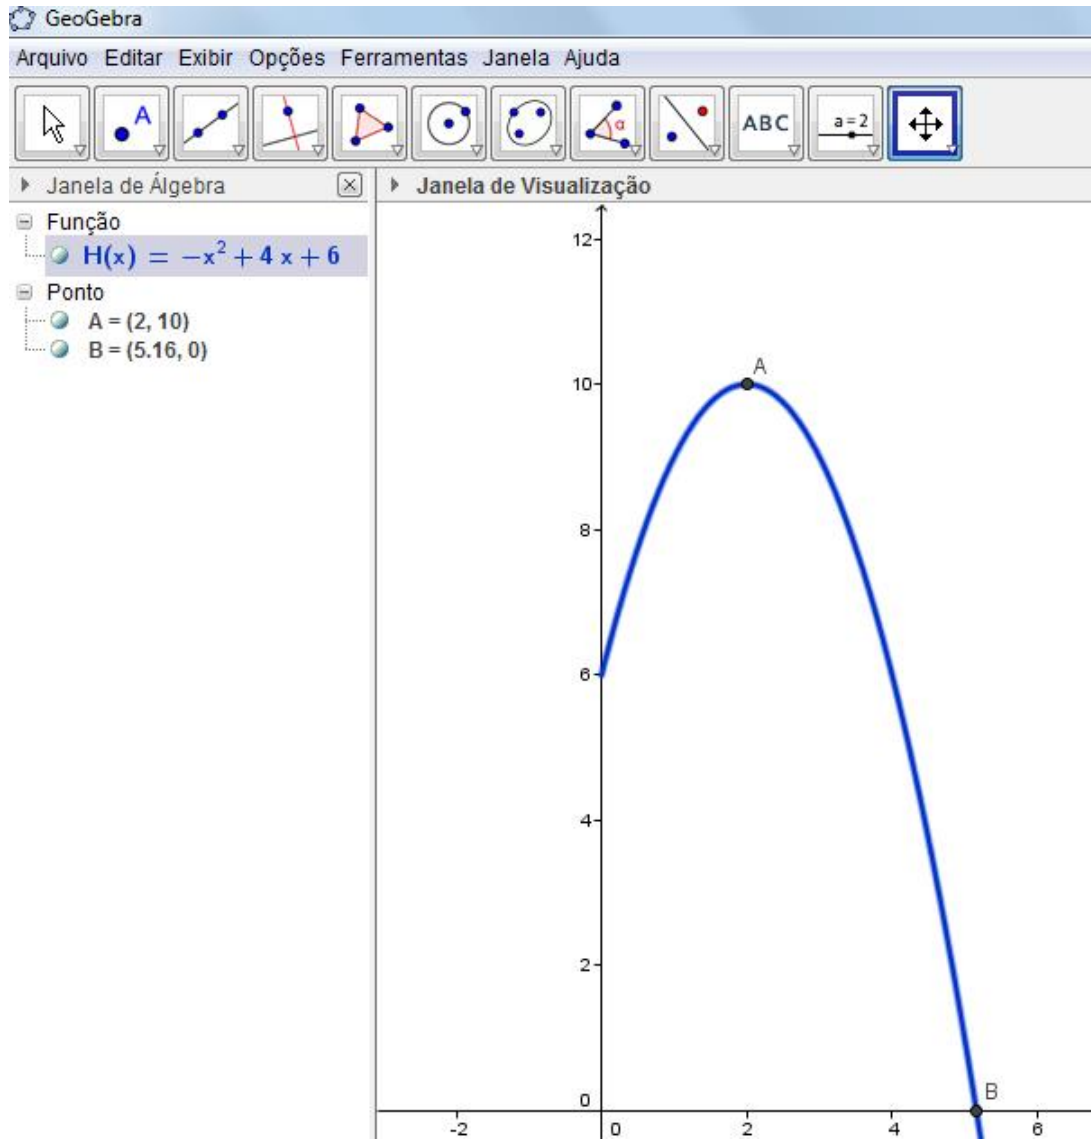 GeoGebra
Arquivo Editar Exibir Opções Ferramentas Janela Ajuda
A α ABC a=2
Janela de Álgebra
Janela de Visualização
Função
H(x) = −x² + 4 x + 6
Ponto
A = (2, 10)
B = (5.16, 0)
12
A
10
8
6
4
2
B
0
-2 0 2 4 6